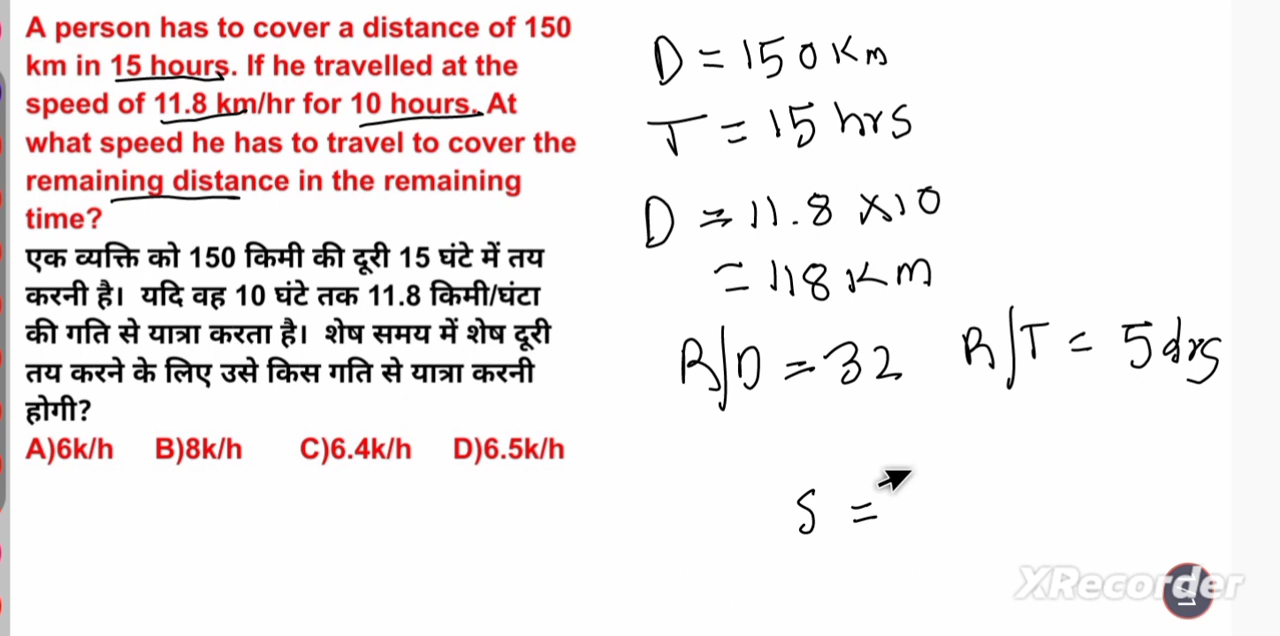 A person has to cover a distance of 150
km in 15 hours. If he travelled at the
speed of 11.8 km/hr for 10 hours. At
what speed he has to travel to cover the
remaining distance in the remaining
time?
एक व्यक्ति को 150 किमी की दूरी 15 घंटे में तय
करनी है। यदि वह 10 घंटे तक 11.8 किमी/घंटा
की गति से यात्रा करता है। शेष समय में शेष दूरी
तय करने के लिए उसे किस गति से यात्रा करनी
होगी?
A)6k/h B)8k/h C)6.4k/h D)6.5k/h
D = 150 Km
T = 15 hrs
D = 11.8 x10
= 118 Km
R/D = 32 R/T = 5 hrs
S =
XRecorder